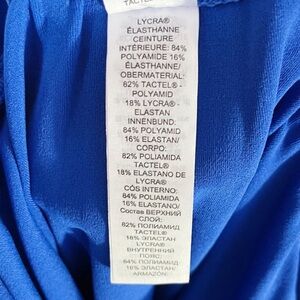 TACTEL®
LYCRA®
ÉLASTHANNE
CEINTURE
INTÉRIEURE: 84%
POLYAMIDE 16%
ÉLASTHANNE/
OBERMATERIAL:
82% TACTEL® -
POLYAMID
18% LYCRA® -
ELASTAN
INNENBUND:
84% POLYAMID
16% ELASTAN/
CORPO:
82% POLIAMIDA
TACTEL®
18% ELASTANO DE
LYCRA®
CÓS INTERNO:
84% POLIAMIDA
16% ELASTANO/
Состав ВЕРХНИЙ
СЛОЙ:
82% ПОЛИАМИД
TACTEL®
18% ЭЛАСТАН
LYCRA®
ВНУТРЕННИЙ
ПОЯС:
84% ПОЛИАМИД
16% ЭЛАСТАН/
ARMAZÓN: